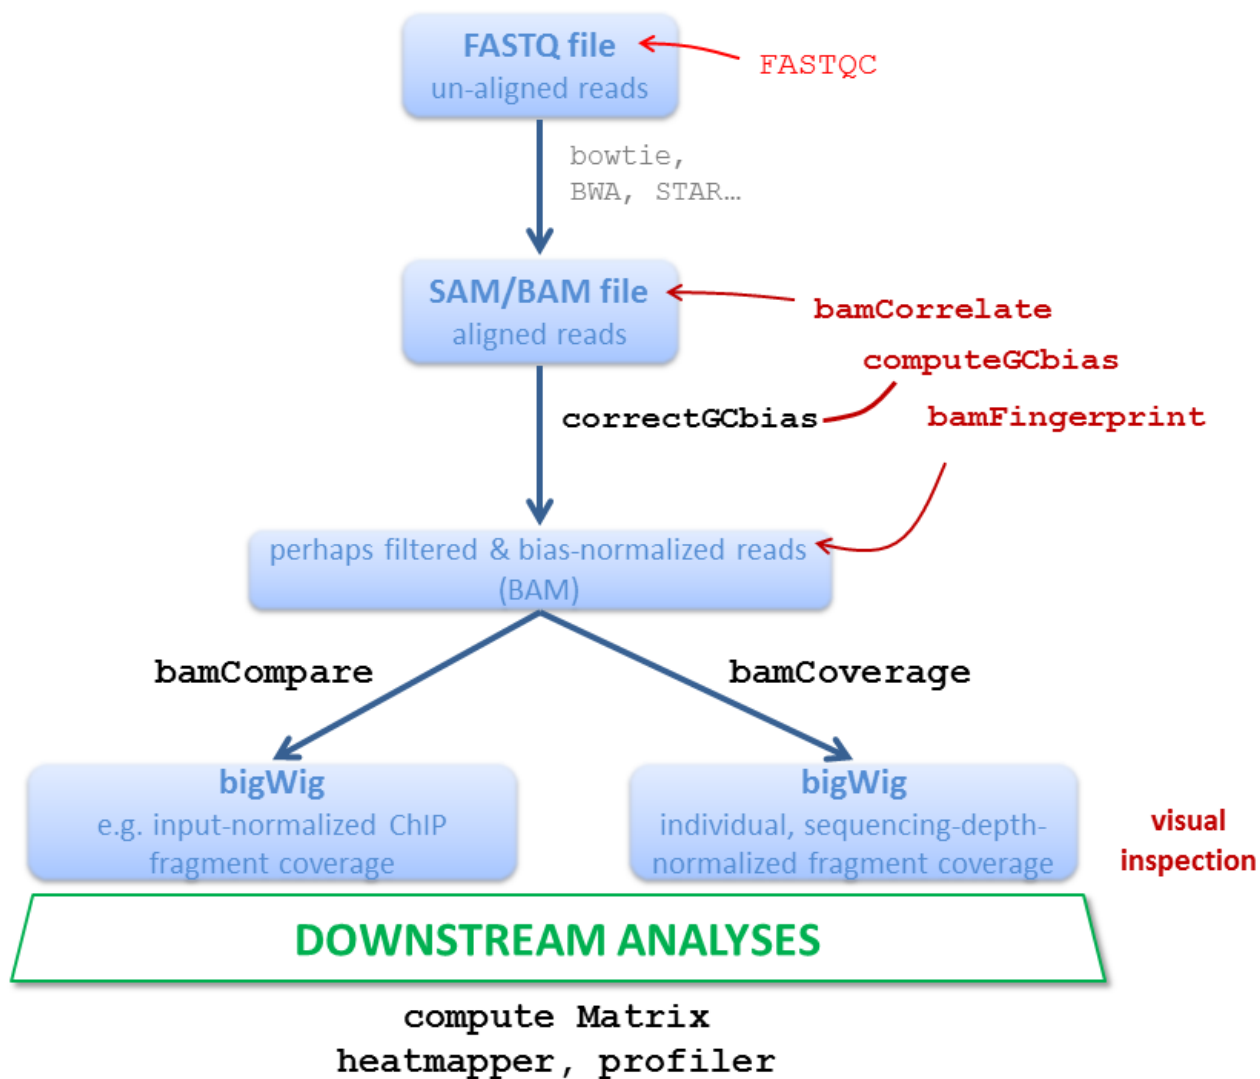 FASTQ file
un-aligned reads
FASTQC
bowtie,
BWA, STAR…
SAM/BAM file
aligned reads
bamCorrelate
computeGCbias
correctGCbias
bamFingerprint
perhaps filtered & bias-normalized reads
(BAM)
bamCompare
bamCoverage
bigWig
e.g. input-normalized ChIP
fragment coverage
bigWig
individual, sequencing-depth-
normalized fragment coverage
visual
inspection
DOWNSTREAM ANALYSES
compute Matrix
heatmapper, profiler